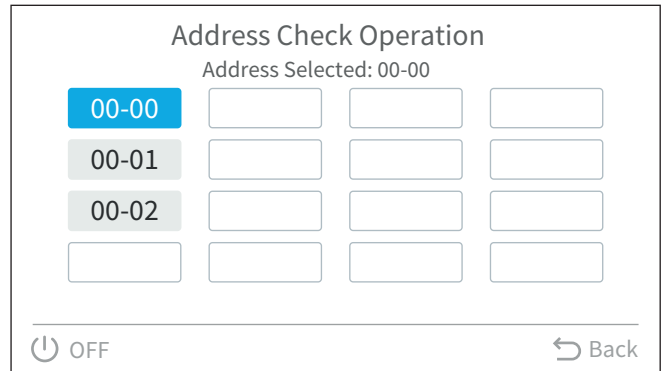 Address Check Operation
Address Selected: 00-00
00-00
00-01
00-02
OFF
Back